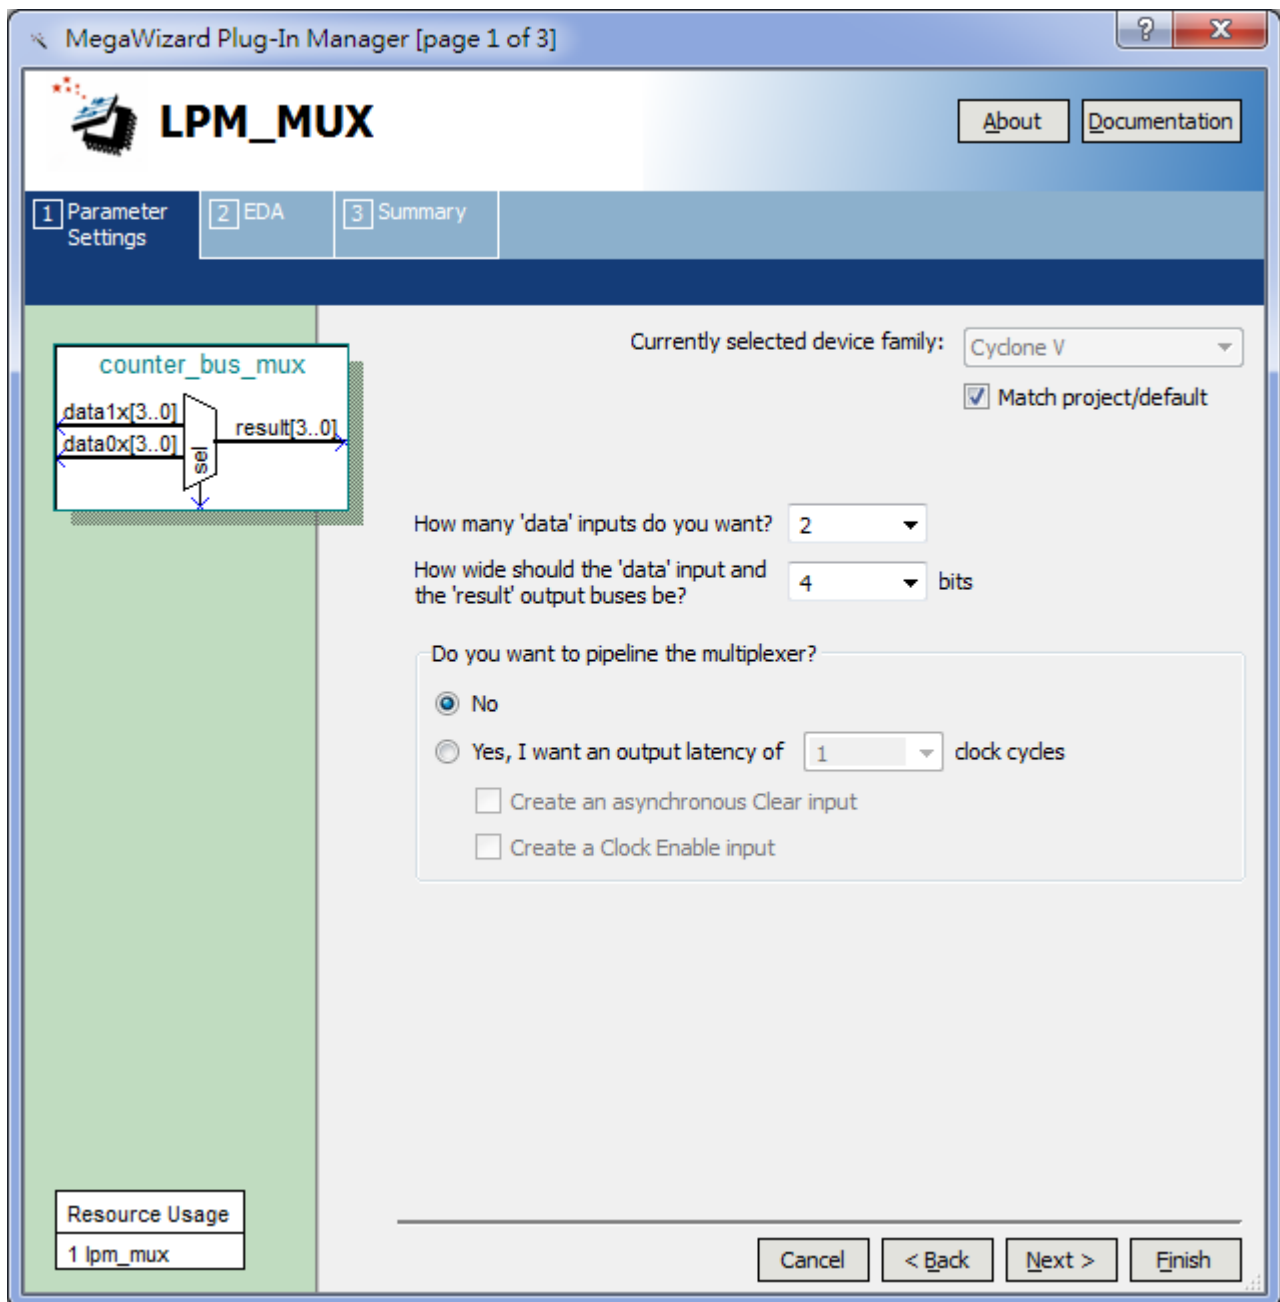 MegaWizard Plug-In Manager [page 1 of 3]
?
X
LPM_MUX
About
Documentation
1 Parameter
Settings
2 EDA
3 Summary
Currently selected device family:
Cyclone V
Match project/default
counter_bus_mux
data1x[3..0]
data0x[3..0]
sel
result[3..0]
How many 'data' inputs do you want?
2
How wide should the 'data' input and
the 'result' output buses be?
4
bits
Do you want to pipeline the multiplexer?
No
Yes, I want an output latency of
1
clock cycles
Create an asynchronous Clear input
Create a Clock Enable input
Resource Usage
1 lpm_mux
Cancel
< Back
Next >
Finish